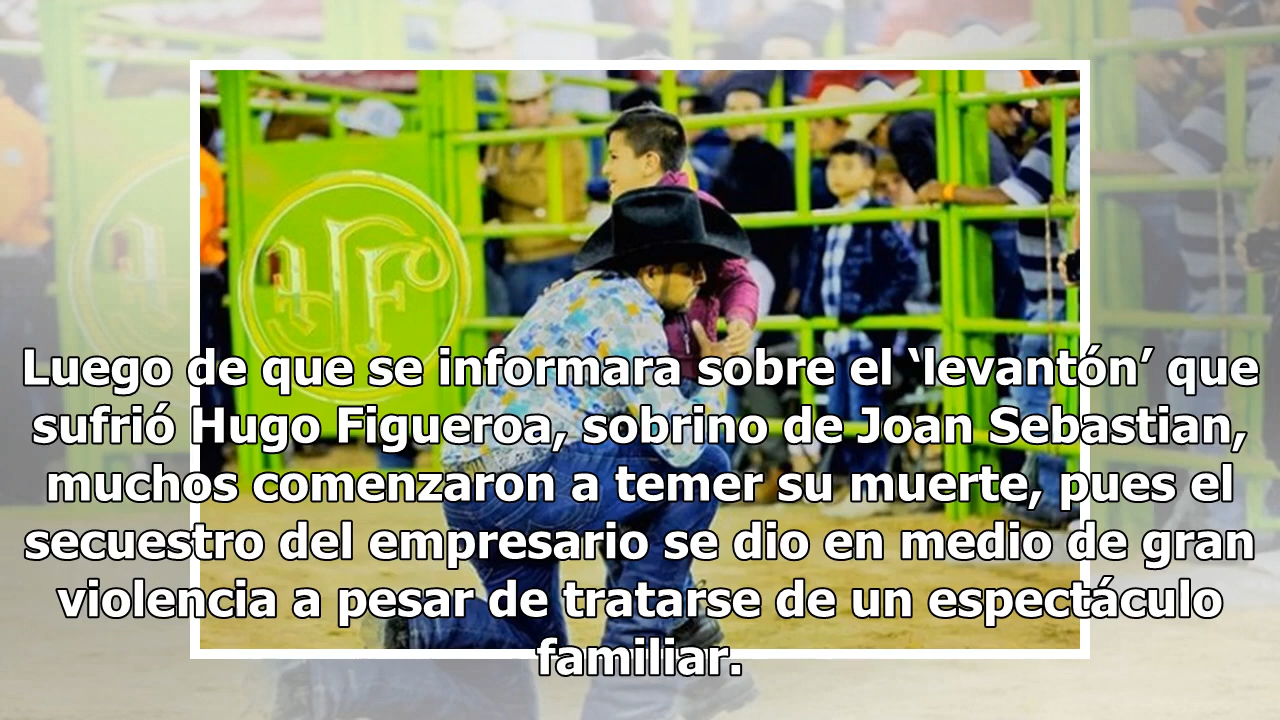 HF
Luego de que se informara sobre el ‘levantón’ que
sufrió Hugo Figueroa, sobrino de Joan Sebastian,
muchos comenzaron a temer su muerte, pues el
secuestro del empresario se dio en medio de gran
violencia a pesar de tratarse de un espectáculo
familiar.